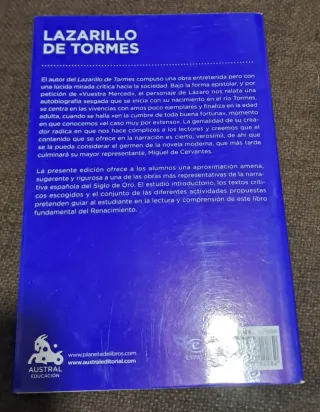 LAZARILLO
DE TORMES
El autor del Lazarillo de Tormes compuso una obra entretenida pero con
una lúcida mirada crítica hacia la sociedad. Bajo la forma epistolar, y por
petición de «Vuestra Merced», el personaje de Lázaro nos relata una
autobiografía sesgada que se inicia con su nacimiento en el río Tormes,
se centra en las vivencias con amos poco ejemplares y finaliza en la edad
adulta, cuando se halla «en la cumbre de toda buena fortuna», momento
en que conocemos «el caso muy por extenso». La genialidad de su crea-
dor radica en que nos hace cómplices a los lectores y creemos que el
contenido que se ofrece en la narración es cierto, verosímil, de ahí que
se la pueda considerar el germen de la novela moderna, que más tarde
culminará su mayor representante, Miguel de Cervantes.
La presente edición ofrece a los alumnos una aproximación amena,
sugerente y rigurosa a una de las obras más representativas de la narra-
tiva española del Siglo de Oro. El estudio introductorio, los textos críti-
cos escogidos y el conjunto de las diferentes actividades propuestas
pretenden guiar al estudiante en la lectura y comprensión de este libro
fundamental del Renacimiento.
AUSTRAL
EDUCACIÓN
www.planetadelibros.com
www.australeditorial.com